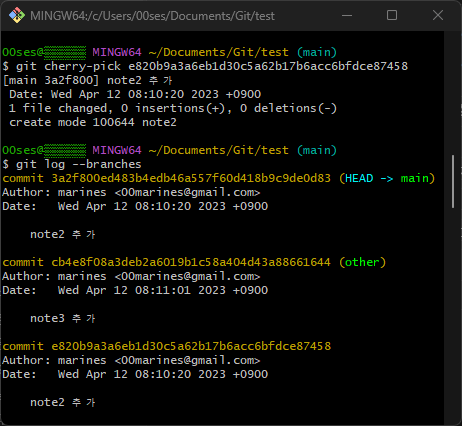 MINGW64:/c/Users/00ses/Documents/Git/test
00ses@ MINGW64 ~/Documents/Git/test (main)
$ git cherry-pick e820b9a3a6eb1d30c5a62b17b6acc6bfdce87458
[main 3a2f800] note2 추가
 Date: Wed Apr 12 08:10:20 2023 +0900
 1 file changed, 0 insertions(+), 0 deletions(-)
 create mode 100644 note2
00ses@ MINGW64 ~/Documents/Git/test (main)
$ git log --branches
commit 3a2f800ed483b4edb46a557f60d418b9c9de0d83 (HEAD -> main)
Author: marines <00marines@gmail.com>
Date:   Wed Apr 12 08:10:20 2023 +0900
    note2 추가
commit cb4e8f08a3deb2a6019b1c58a404d43a88661644 (other)
Author: marines <00marines@gmail.com>
Date:   Wed Apr 12 08:11:01 2023 +0900
    note3 추가
commit e820b9a3a6eb1d30c5a62b17b6acc6bfdce87458
Author: marines <00marines@gmail.com>
Date:   Wed Apr 12 08:10:20 2023 +0900
    note2 추가